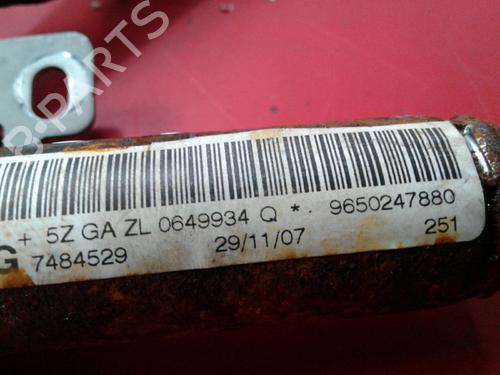 B-PARTS
+ 5Z GA ZL 0649934 Q *. 9650247880
G 7484529 29/11/07 251